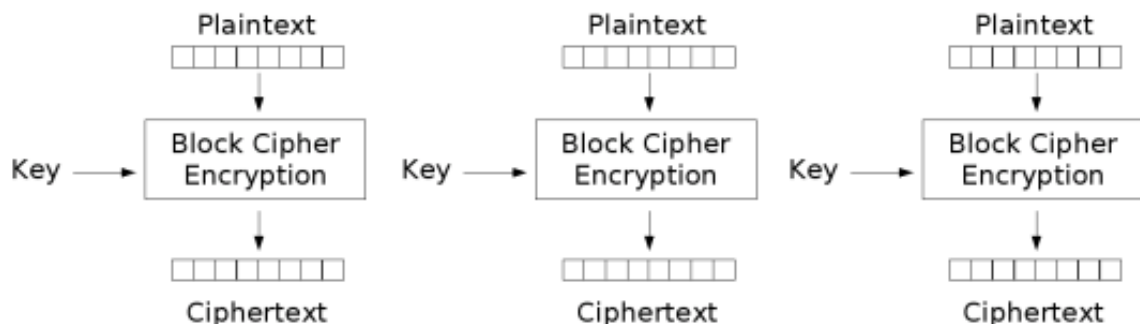 Plaintext Plaintext Plaintext
Key Block Cipher Encryption Key Block Cipher Encryption Key Block Cipher Encryption
Ciphertext Ciphertext Ciphertext